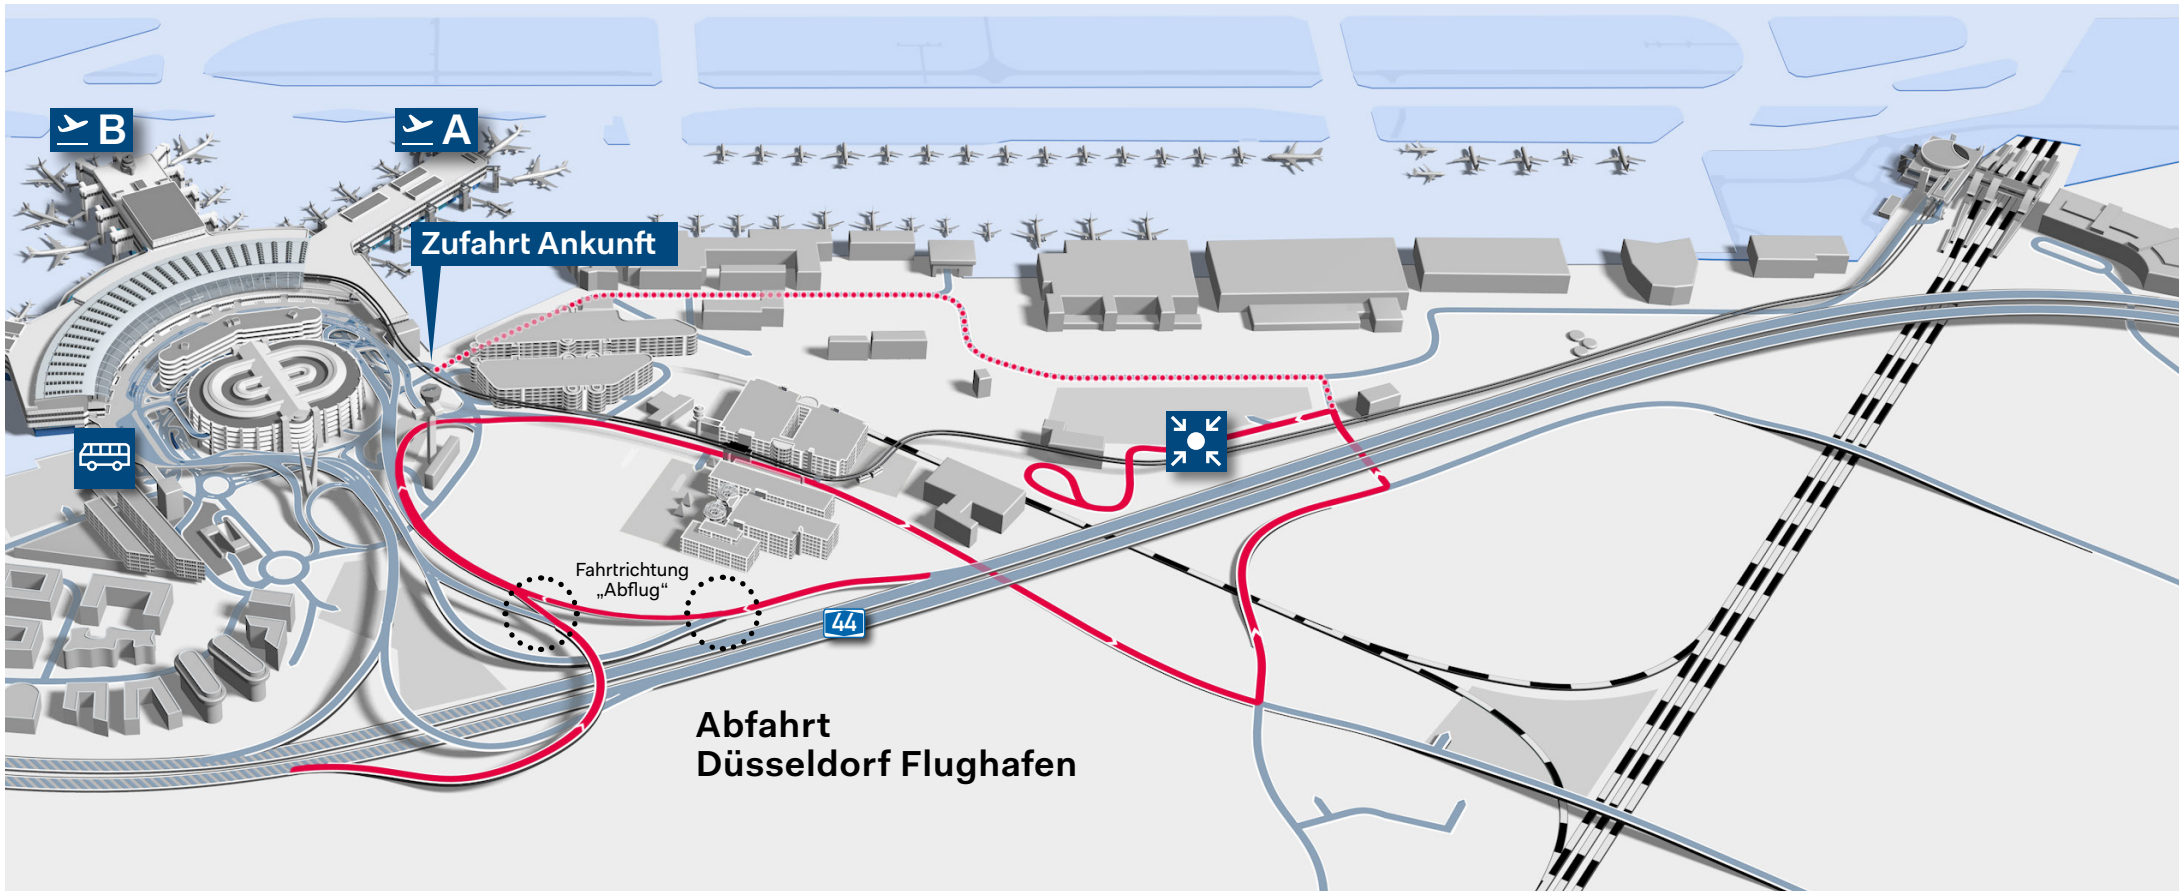 B
A
Zufahrt Ankunft
Fahrtrichtung
„Abflug“
44
Abfahrt
Düsseldorf Flughafen